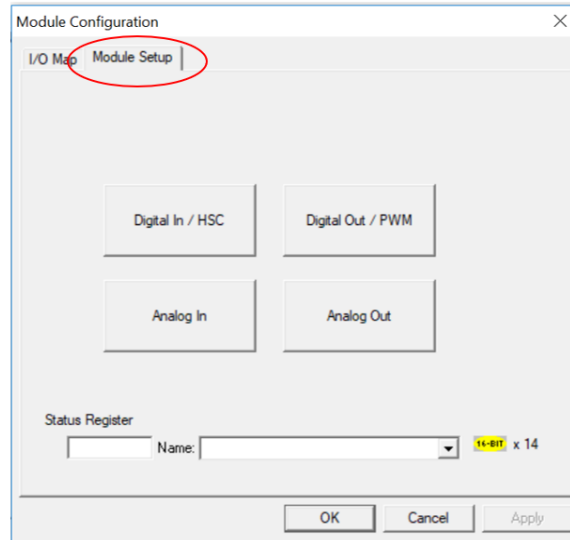 Module Configuration
I/O Map Module Setup
Digital In / HSC Digital Out / PWM
Analog In Analog Out
Status Register
Name: 16-BIT x 14
OK Cancel Apply